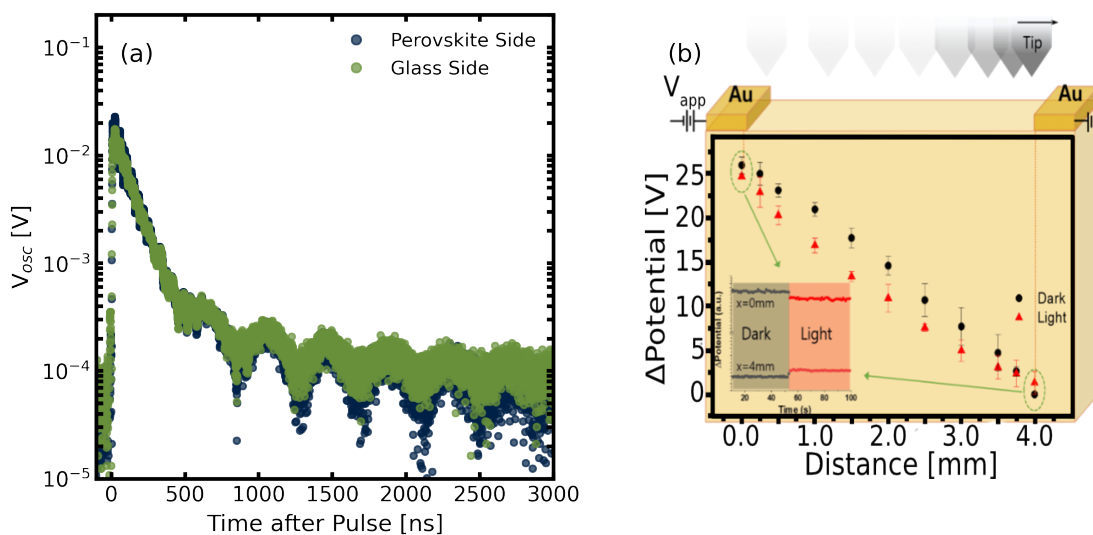 (a)
Perovskite Side
Glass Side
10⁻¹
10⁻²
10⁻³
10⁻⁴
10⁻⁵
V_osc [V]
0 500 1000 1500 2000 2500 3000
Time after Pulse [ns]
(b)
Tip
V_app
Au
Au
ΔPotential [V]
25
20
15
10
5
0
Dark
Light
ΔPotential (a.u.)
x=0mm
Dark
Light
x=4mm
20 40 60 80 100
Time (s)
0.0 1.0 2.0 3.0 4.0
Distance [mm]